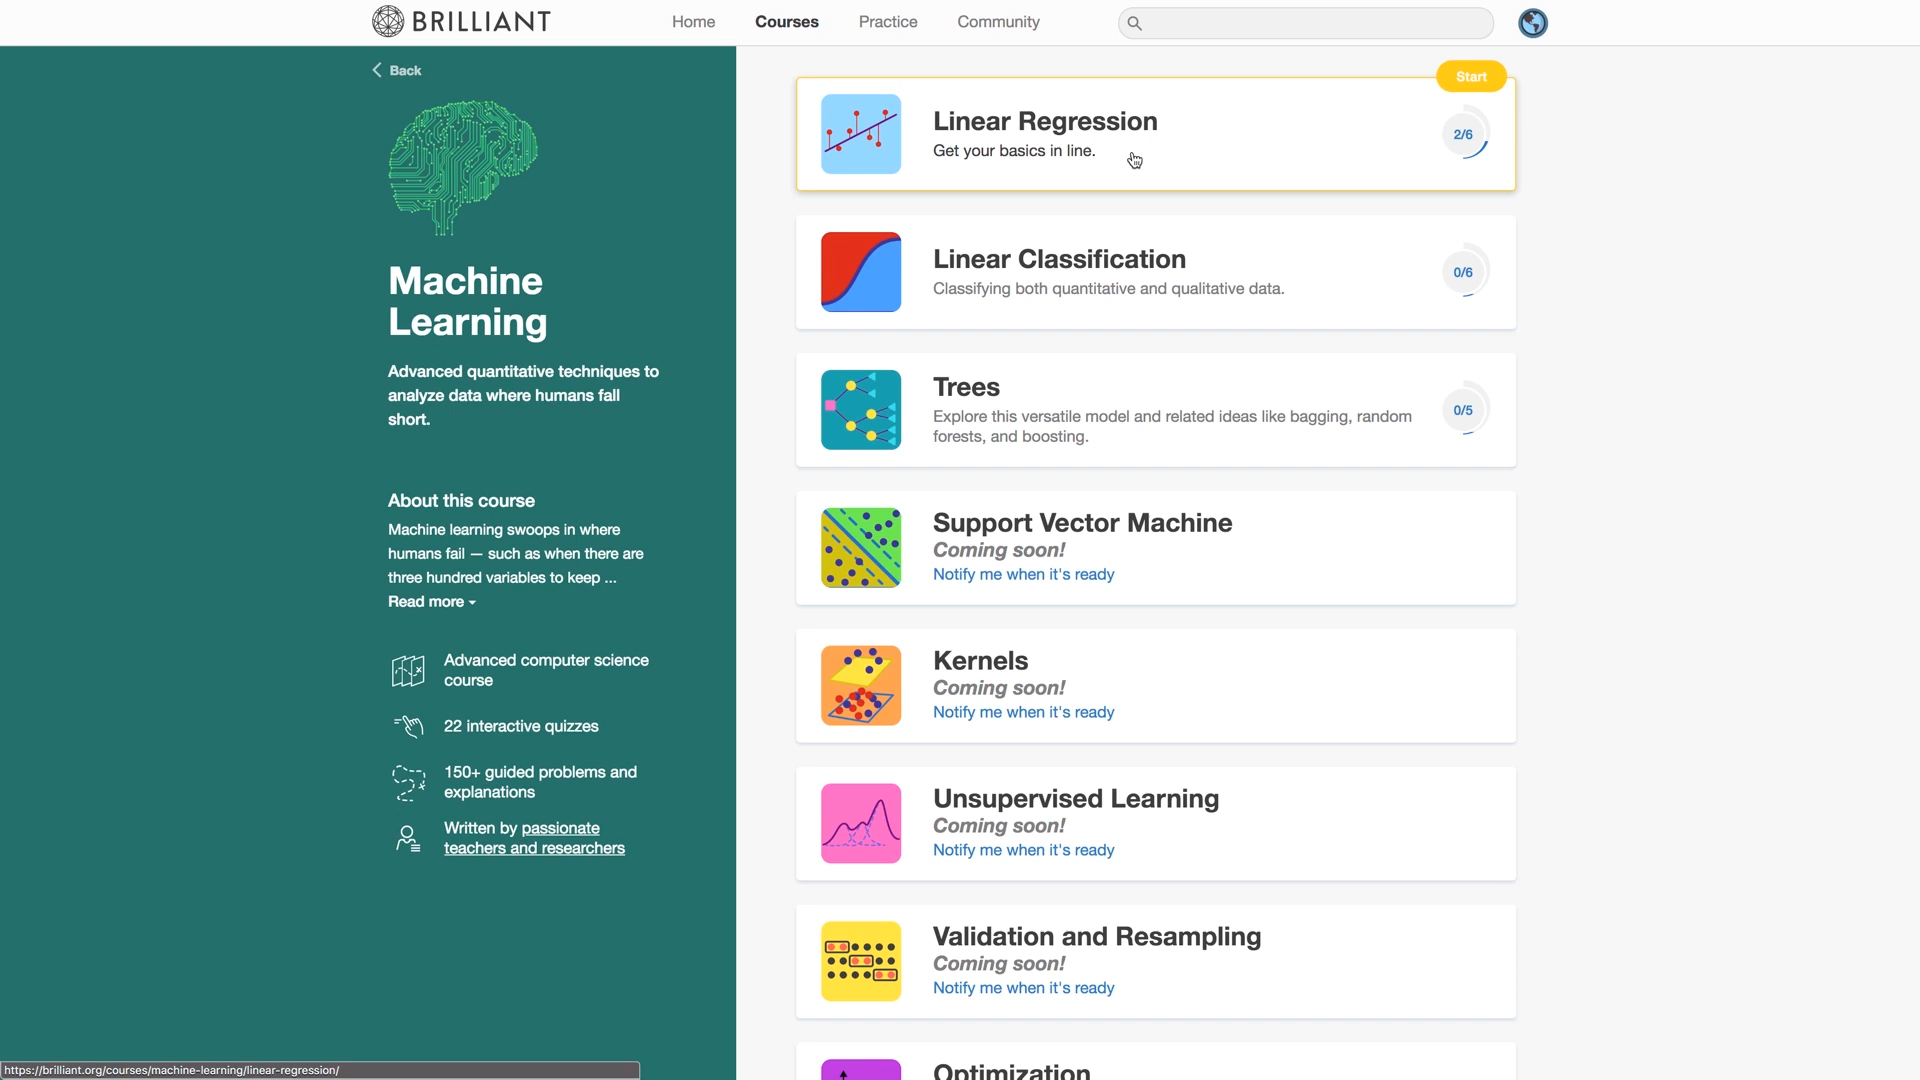 BRILLIANT
Home
Courses
Practice
Community
Back
Machine
Learning
Advanced quantitative techniques to
analyze data where humans fall
short.
About this course
Machine learning swoops in where
humans fail — such as when there are
three hundred variables to keep ...
Read more
Advanced computer science
course
22 interactive quizzes
150+ guided problems and
explanations
Written by passionate
teachers and researchers
Start
Linear Regression
Get your basics in line.
2/6
Linear Classification
Classifying both quantitative and qualitative data.
0/6
Trees
Explore this versatile model and related ideas like bagging, random
forests, and boosting.
0/5
Support Vector Machine
Coming soon!
Notify me when it's ready
Kernels
Coming soon!
Notify me when it's ready
Unsupervised Learning
Coming soon!
Notify me when it's ready
Validation and Resampling
Coming soon!
Notify me when it's ready
Optimization
https://brilliant.org/courses/machine-learning/linear-regression/